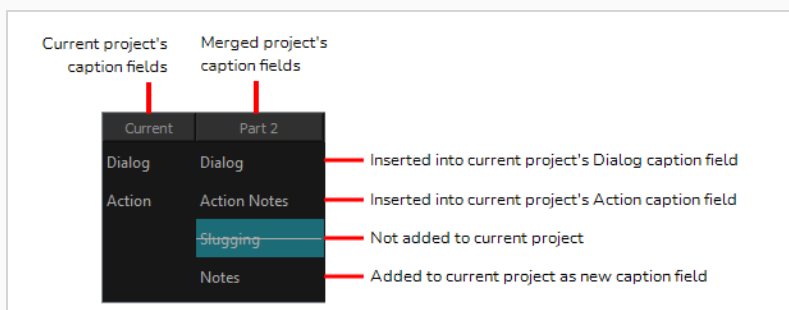 Current project's
caption fields
Merged project's
caption fields
Current Part 2
Dialog Dialog Inserted into current project's Dialog caption field
Action Action Notes Inserted into current project's Action caption field
Slugging Not added to current project
Notes Added to current project as new caption field